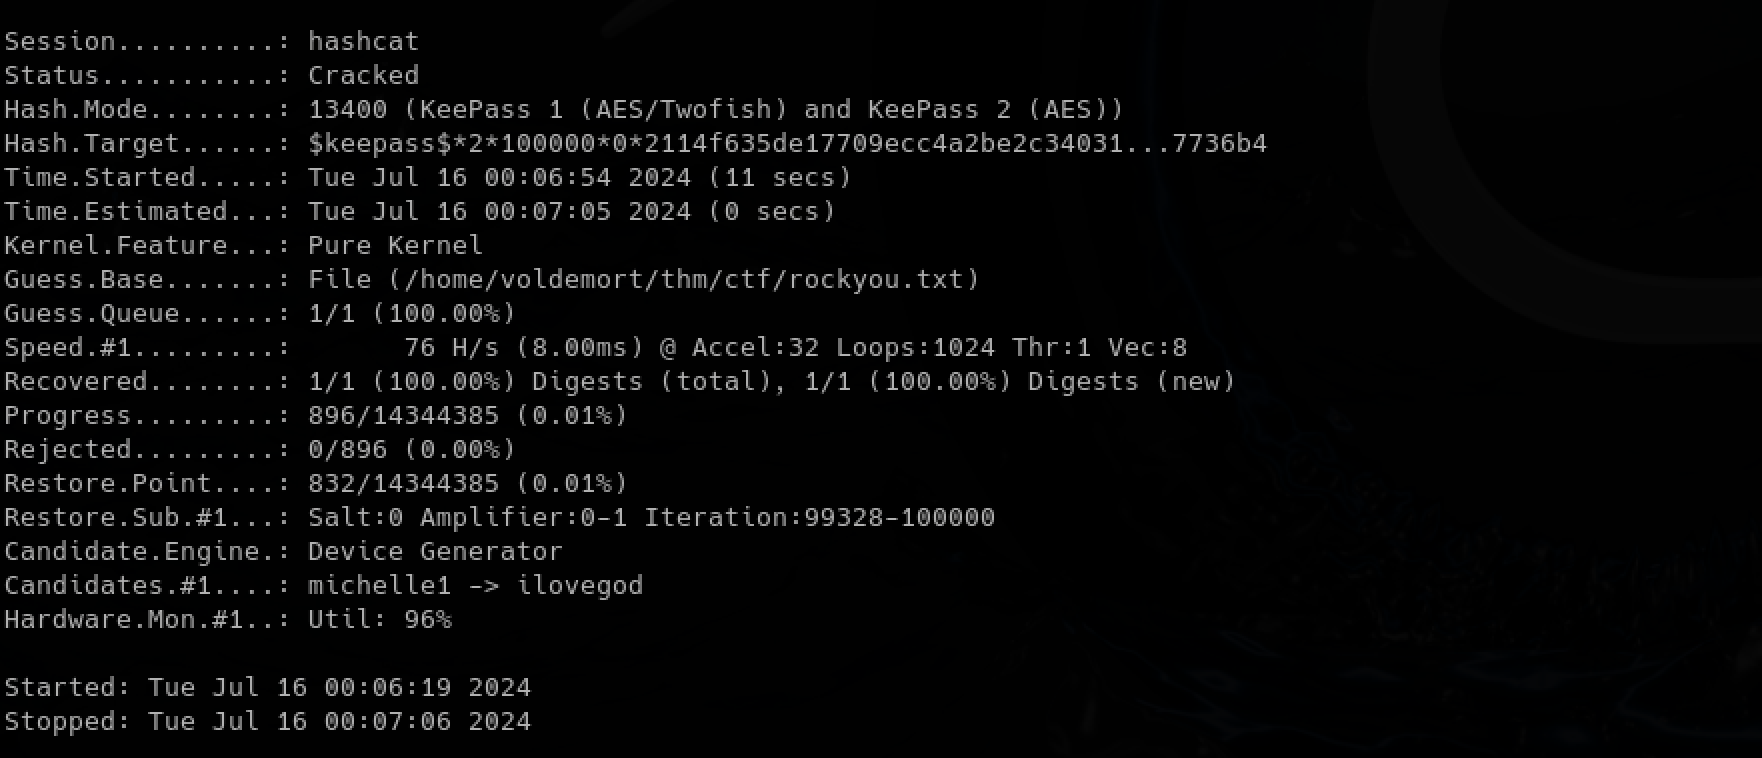 Session..........: hashcat
Status...........: Cracked
Hash.Mode........: 13400 (KeePass 1 (AES/Twofish) and KeePass 2 (AES))
Hash.Target......: $keepass$*2*100000*0*2114f635de17709ecc4a2be2c34031...7736b4
Time.Started.....: Tue Jul 16 00:06:54 2024 (11 secs)
Time.Estimated...: Tue Jul 16 00:07:05 2024 (0 secs)
Kernel.Feature...: Pure Kernel
Guess.Base.......: File (/home/voldemort/thm/ctf/rockyou.txt)
Guess.Queue......: 1/1 (100.00%)
Speed.#1.........:       76 H/s (8.00ms) @ Accel:32 Loops:1024 Thr:1 Vec:8
Recovered........: 1/1 (100.00%) Digests (total), 1/1 (100.00%) Digests (new)
Progress.........: 896/14344385 (0.01%)
Rejected.........: 0/896 (0.00%)
Restore.Point....: 832/14344385 (0.01%)
Restore.Sub.#1...: Salt:0 Amplifier:0-1 Iteration:99328-100000
Candidate.Engine.: Device Generator
Candidates.#1....: michelle1 -> ilovegod
Hardware.Mon.#1..: Util: 96%
Started: Tue Jul 16 00:06:19 2024
Stopped: Tue Jul 16 00:07:06 2024